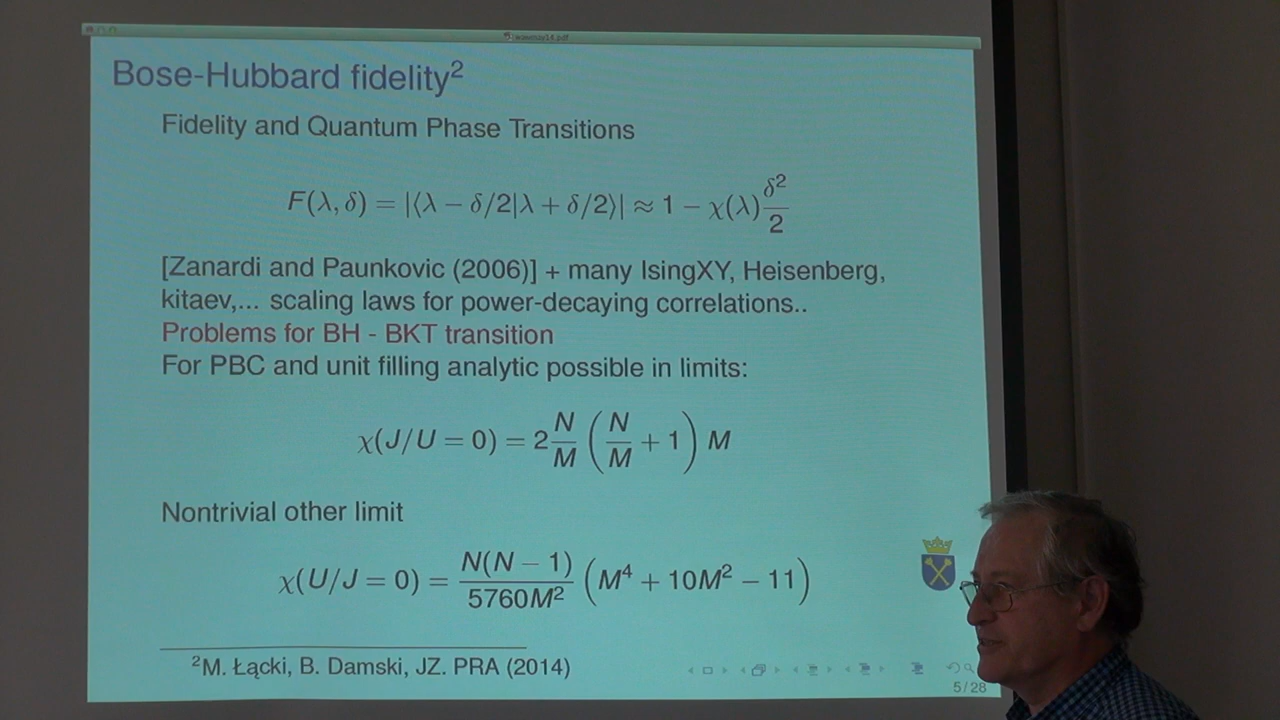 wawmay14.pdf
Bose-Hubbard fidelity²
Fidelity and Quantum Phase Transitions
F(λ, δ) = |⟨λ − δ/2|λ + δ/2⟩| ≈ 1 − χ(λ) δ²/2
[Zanardi and Paunkovic (2006)] + many IsingXY, Heisenberg,
kitaev,... scaling laws for power-decaying correlations..
Problems for BH - BKT transition
For PBC and unit filling analytic possible in limits:
χ(J/U = 0) = 2 N/M (N/M + 1) M
Nontrivial other limit
χ(U/J = 0) = N(N − 1)/5760M² (M⁴ + 10M² − 11)
²M. Łącki, B. Damski, JZ. PRA (2014)
5/28